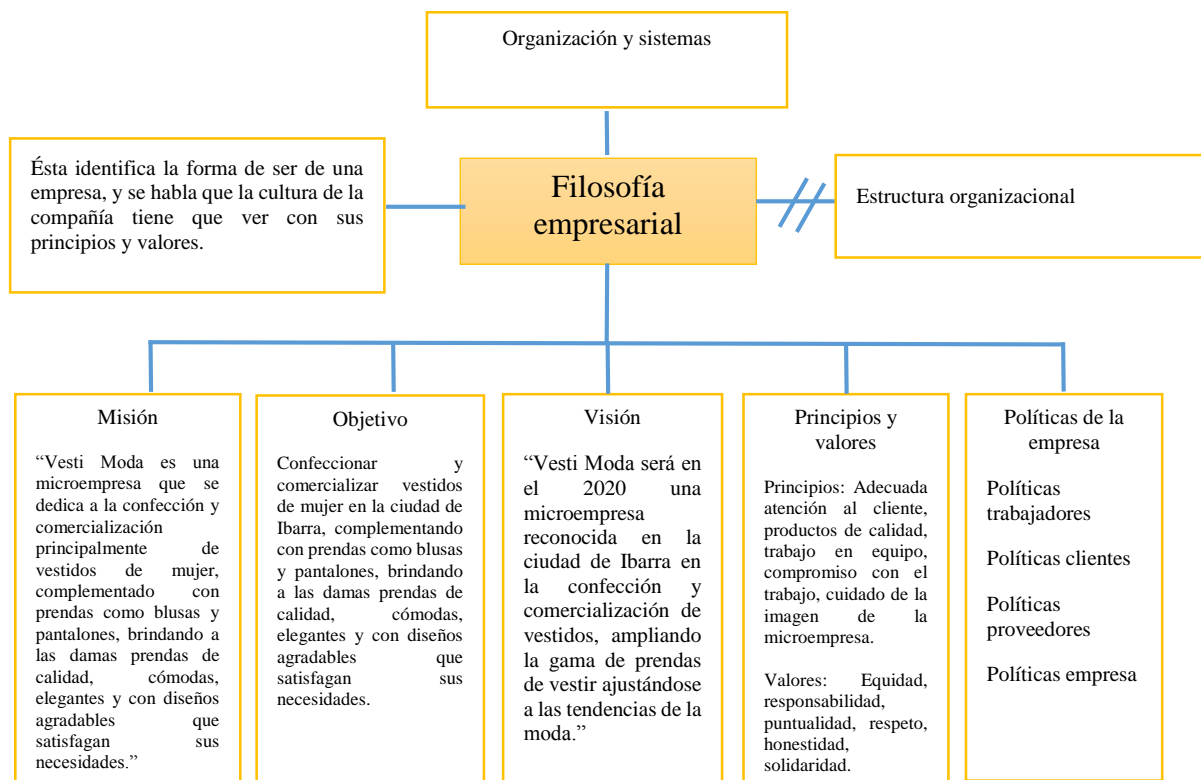 Organización y sistemas
Ésta identifica la forma de ser de una
empresa, y se habla que la cultura de la
compañía tiene que ver con sus
principios y valores.
Filosofía
empresarial
Estructura organizacional
Misión
“Vesti Moda es una
microempresa que se
dedica a la confección y
comercialización
principalmente de
vestidos de mujer,
complementado con
prendas como blusas y
pantalones, brindando a
las damas prendas de
calidad, cómodas,
elegantes y con diseños
agradables que
satisfagan sus
necesidades.”
Objetivo
Confeccionar y
comercializar vestidos
de mujer en la ciudad de
Ibarra, complementando
con prendas como blusas
y pantalones, brindando
a las damas prendas de
calidad, cómodas,
elegantes y con diseños
agradables que
satisfagan sus
necesidades.
Visión
“Vesti Moda será en
el 2020 una
microempresa
reconocida en la
ciudad de Ibarra en
la confección y
comercialización de
vestidos, ampliando
la gama de prendas
de vestir ajustándose
a las tendencias de la
moda.”
Principios y
valores
Principios: Adecuada
atención al cliente,
productos de calidad,
trabajo en equipo,
compromiso con el
trabajo, cuidado de la
imagen de la
microempresa.
Valores: Equidad,
responsabilidad,
puntualidad, respeto,
honestidad,
solidaridad.
Políticas de la
empresa
Políticas
trabajadores
Políticas clientes
Políticas
proveedores
Políticas empresa